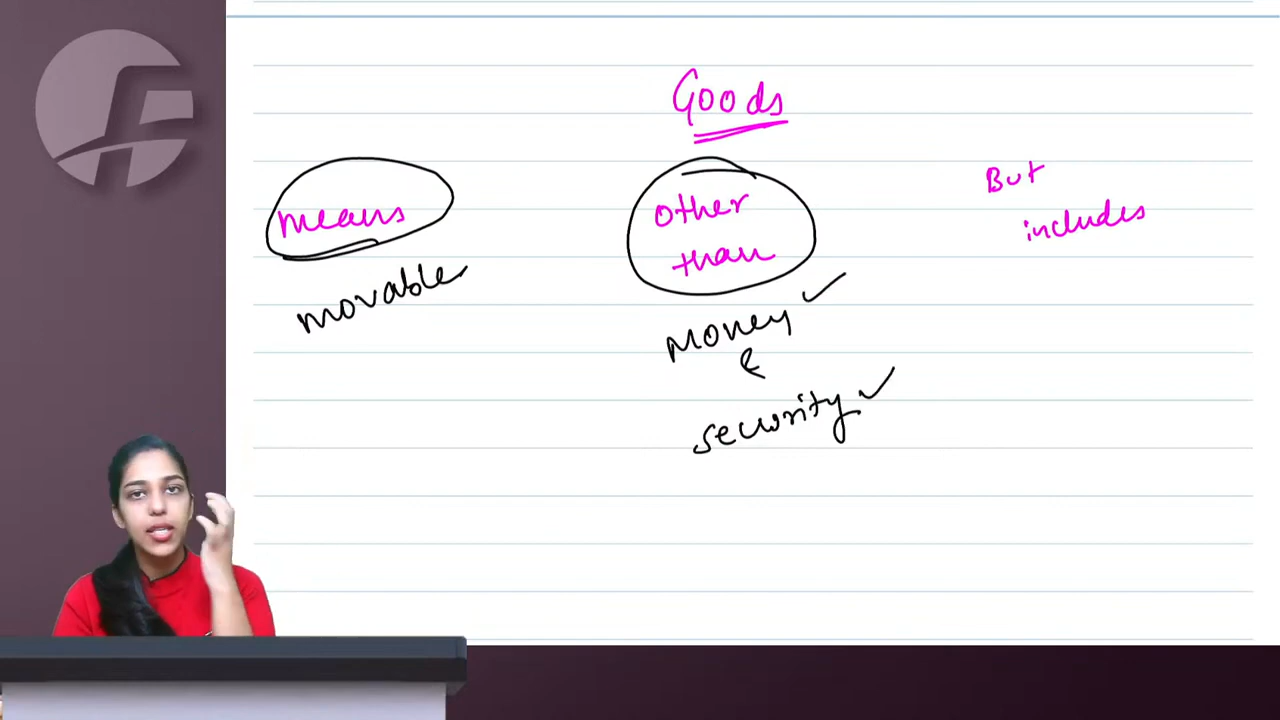 Goods
means
movable
other
than
money
&
security
But
includes